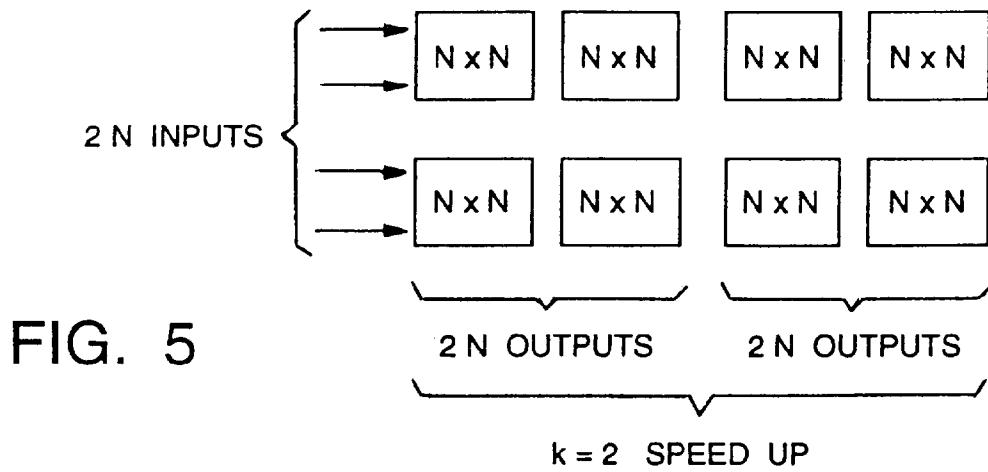 N x N N x N N x N N x N
2 N INPUTS
N x N N x N N x N N x N
FIG. 5
2 N OUTPUTS 2 N OUTPUTS
k = 2 SPEED UP